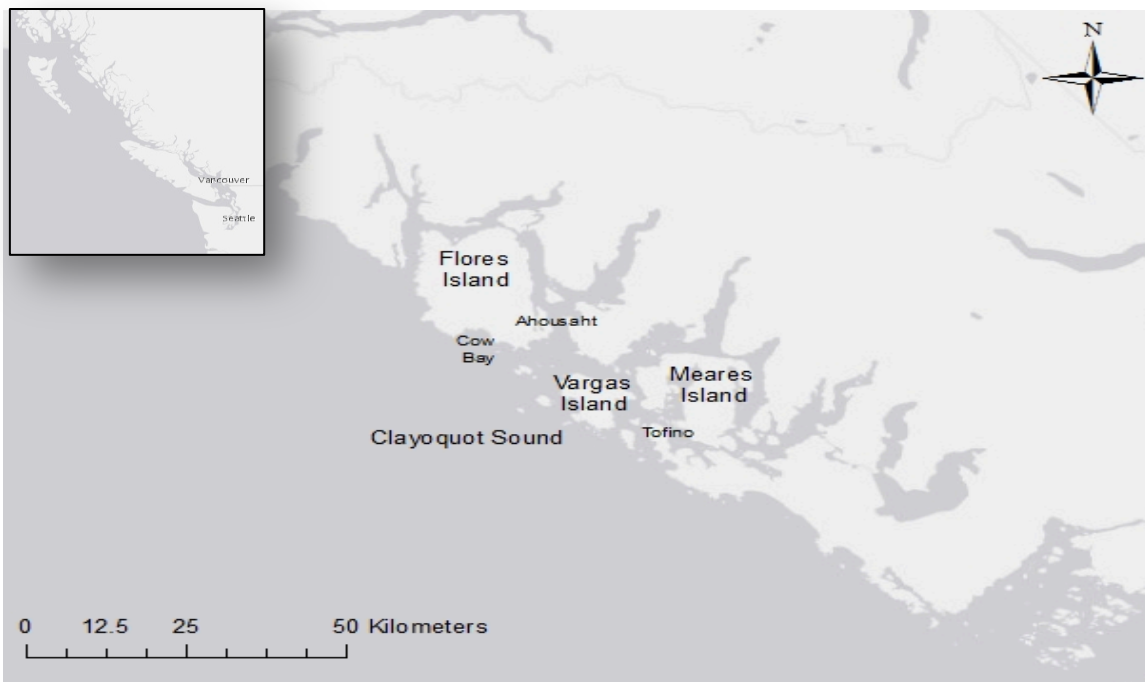 N
Vancouver
Seattle
Flores
Island
Ahousaht
Cow
Bay
Vargas
Island
Meares
Island
Tofino
Clayoquot Sound
0 12.5 25 50 Kilometers